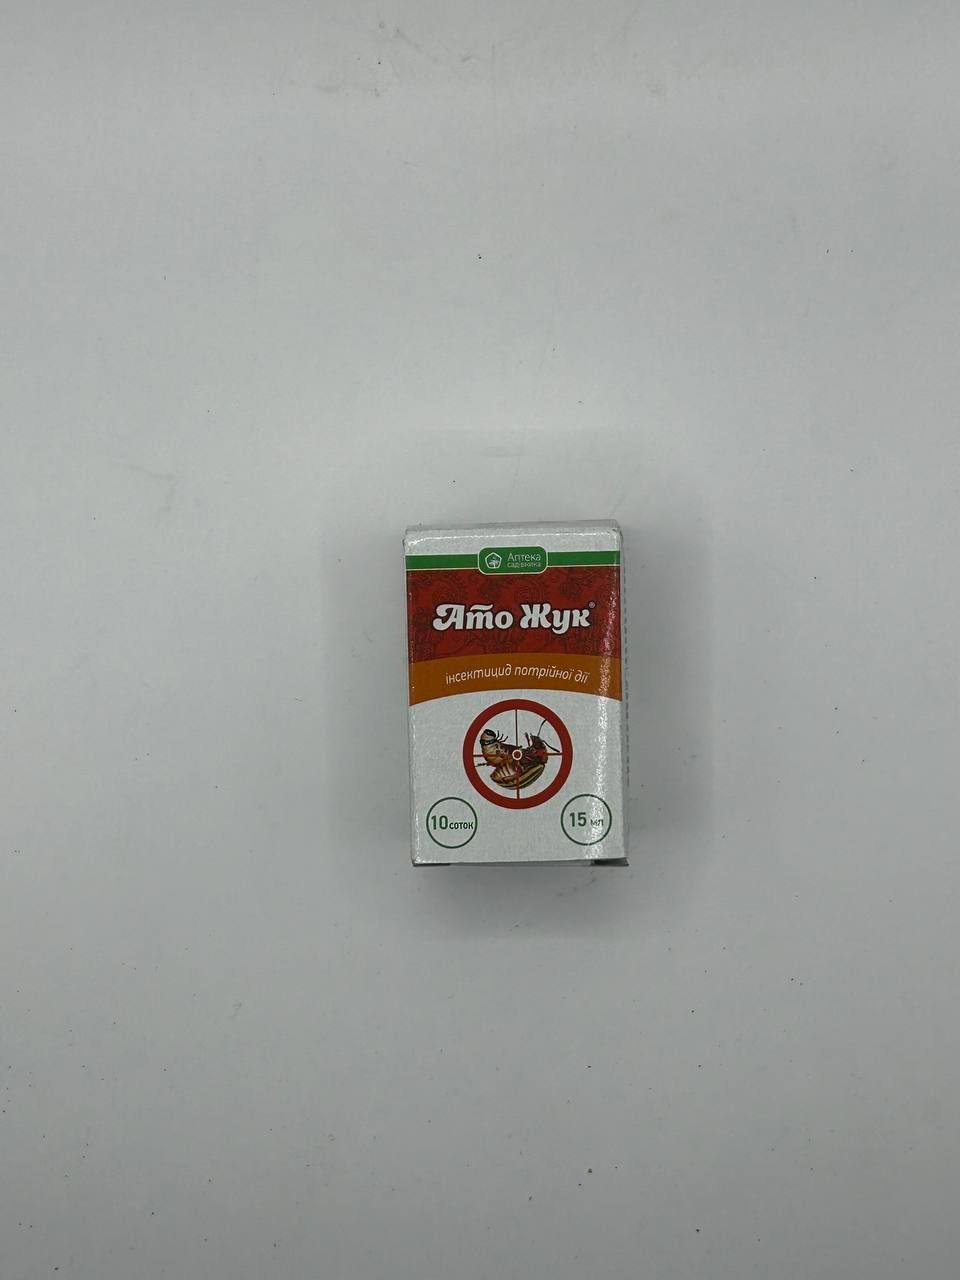 Аптека
садівника
Ато Жук®
інсектицид потрійної дії
10 соток
15 мл